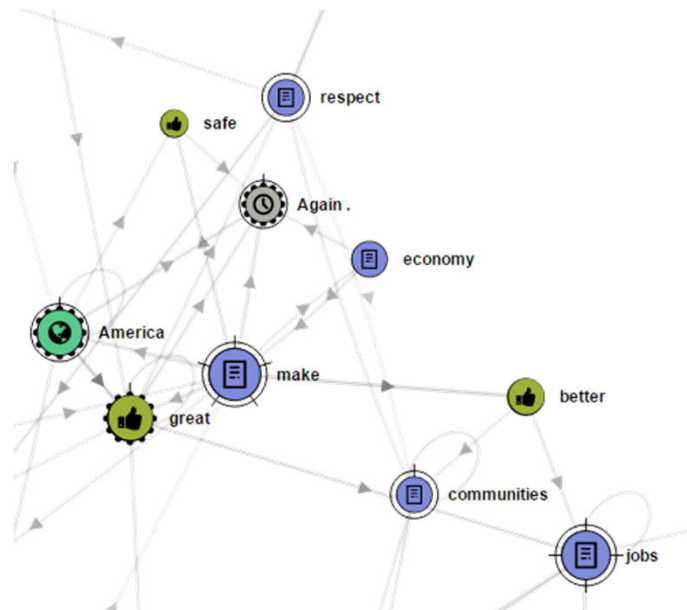 respect
safe
Again .
economy
America
make
better
great
communities
jobs